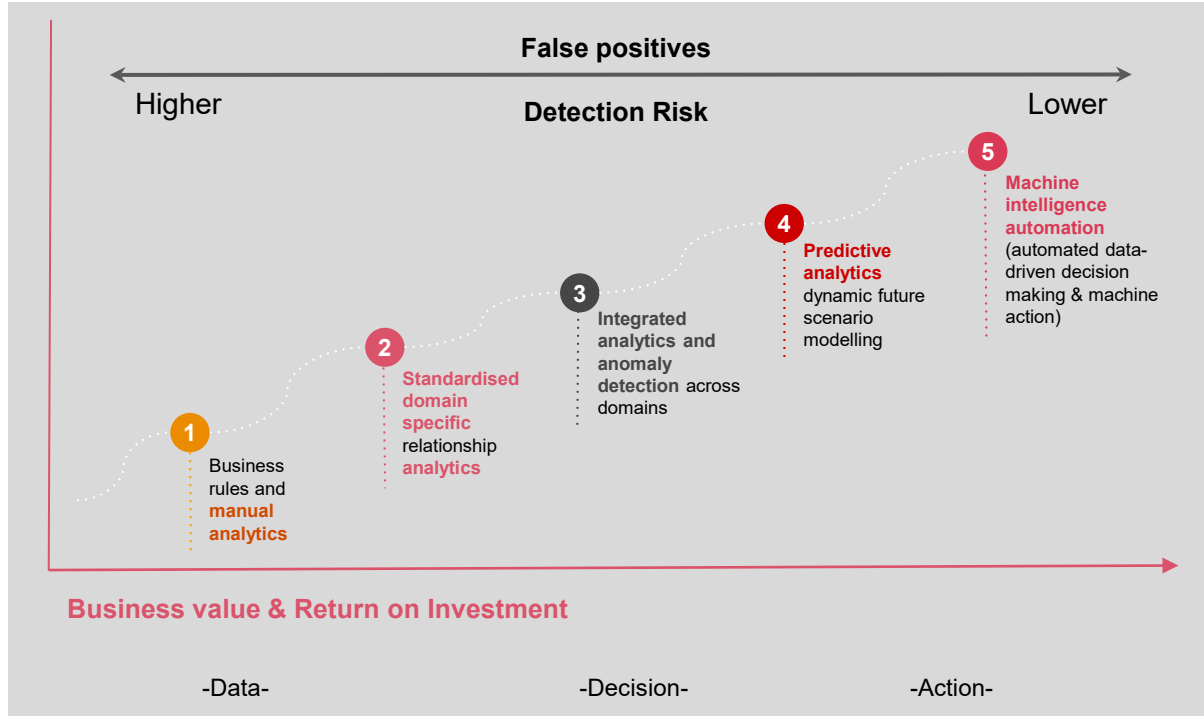 False positives
Higher
Detection Risk
Lower
1
Business
rules and
manual
analytics
2
Standardised
domain
specific
relationship
analytics
3
Integrated
analytics and
anomaly
detection across
domains
4
Predictive
analytics
dynamic future
scenario
modelling
5
Machine
intelligence
automation
(automated data-
driven decision
making & machine
action)
Business value & Return on Investment
-Data-
-Decision-
-Action-